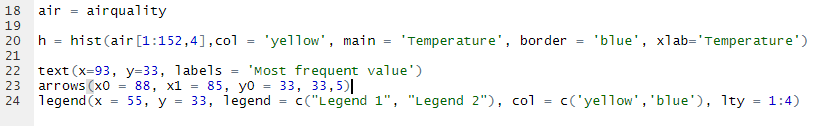 18 air = airquality
19
20 h = hist(air[1:152,4],col = 'yellow', main = 'Temperature', border = 'blue', xlab='Temperature')
21
22 text(x=93, y=33, labels = 'Most frequent value')
23 arrows(x0 = 88, x1 = 85, y0 = 33, 33,5)
24 legend(x = 55, y = 33, legend = c("Legend 1", "Legend 2"), col = c('yellow','blue'), lty = 1:4)